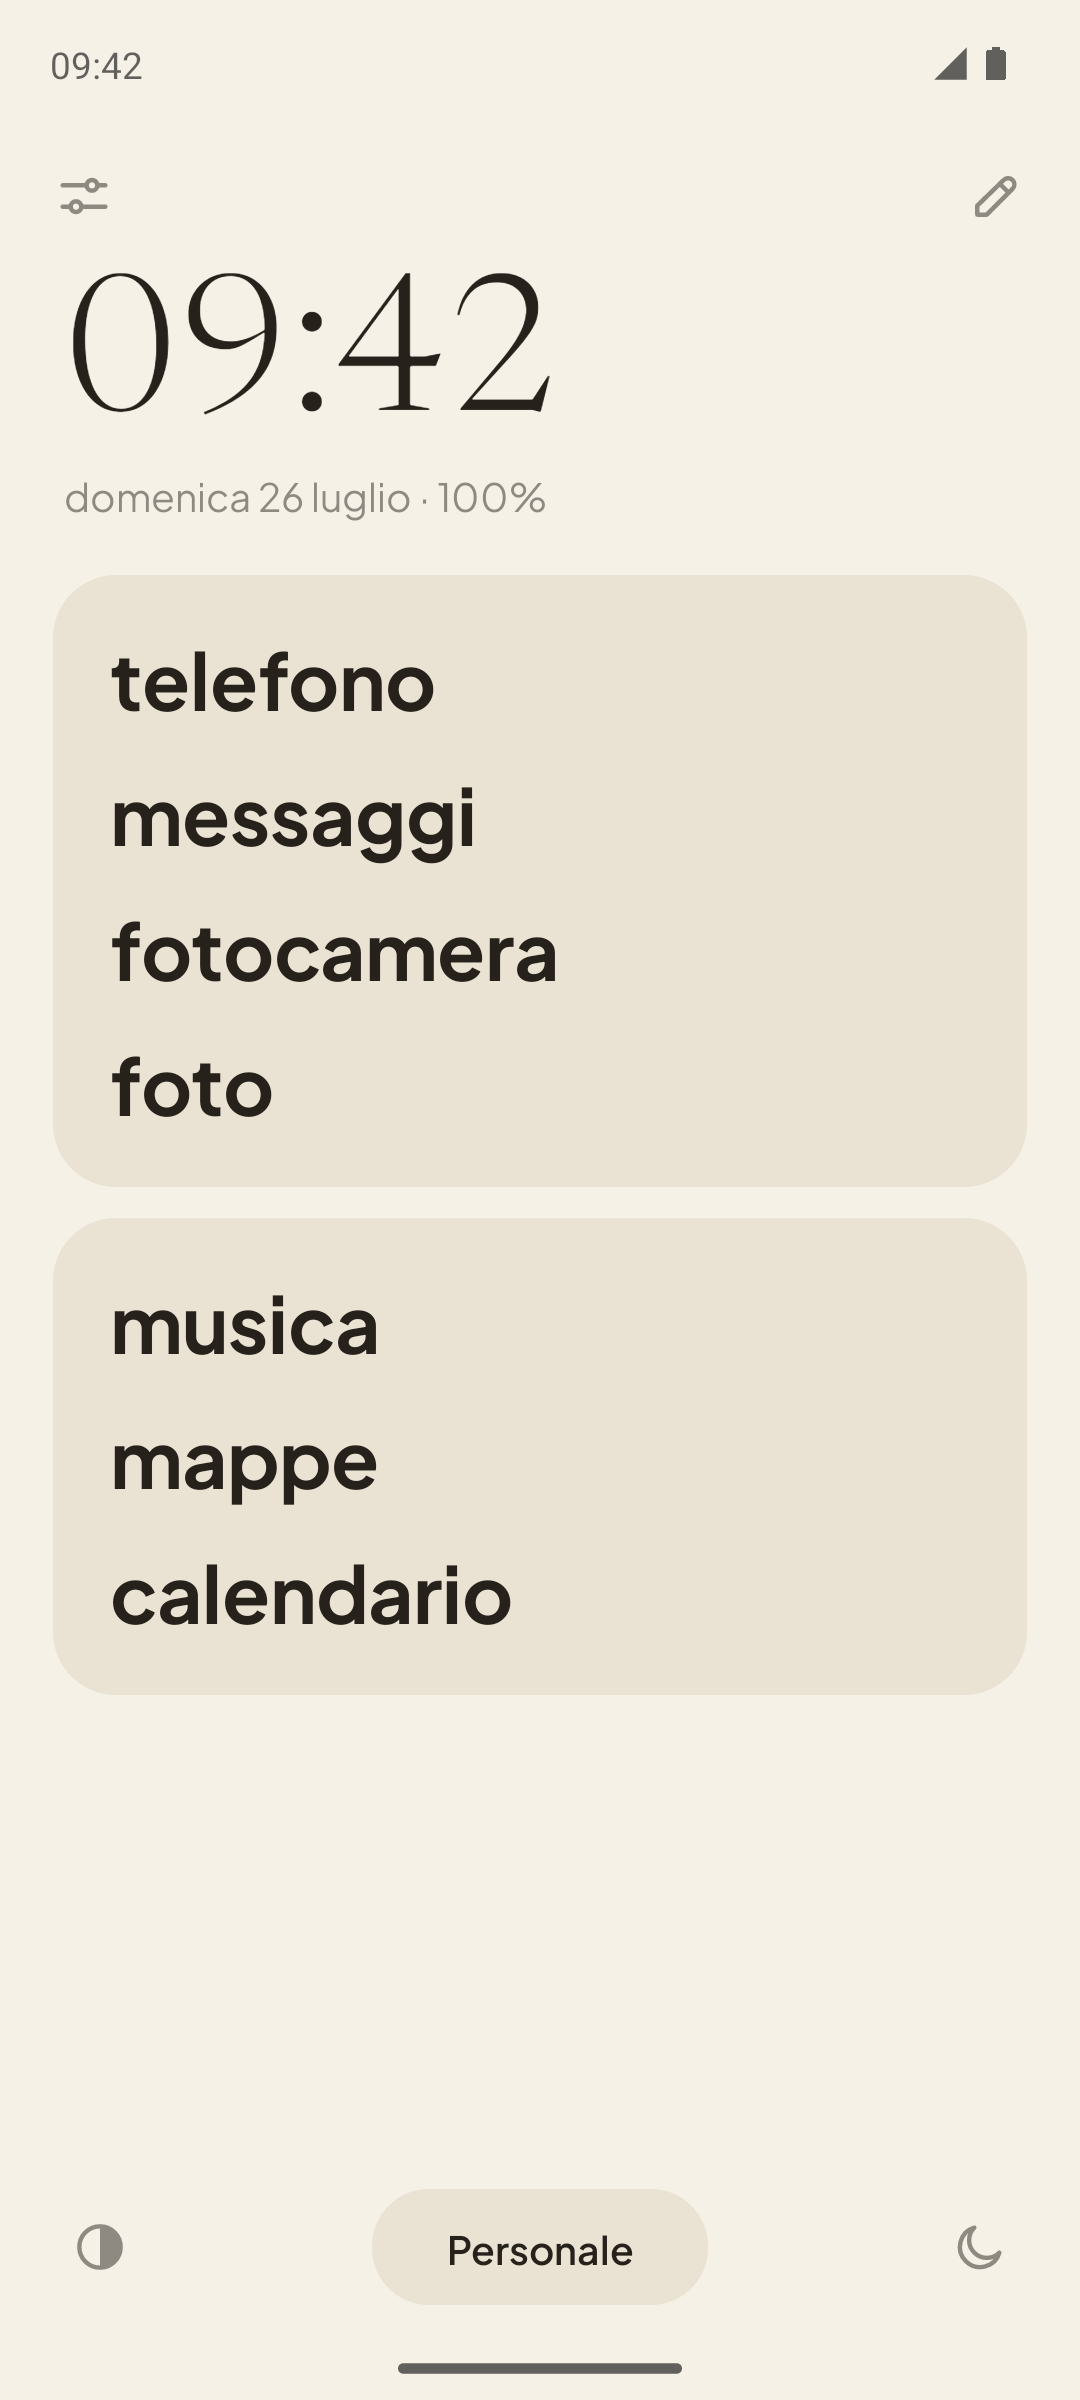 09:42
09:42
domenica 26 luglio · 100%
telefono
messaggi
fotocamera
foto
musica
mappe
calendario
Personale